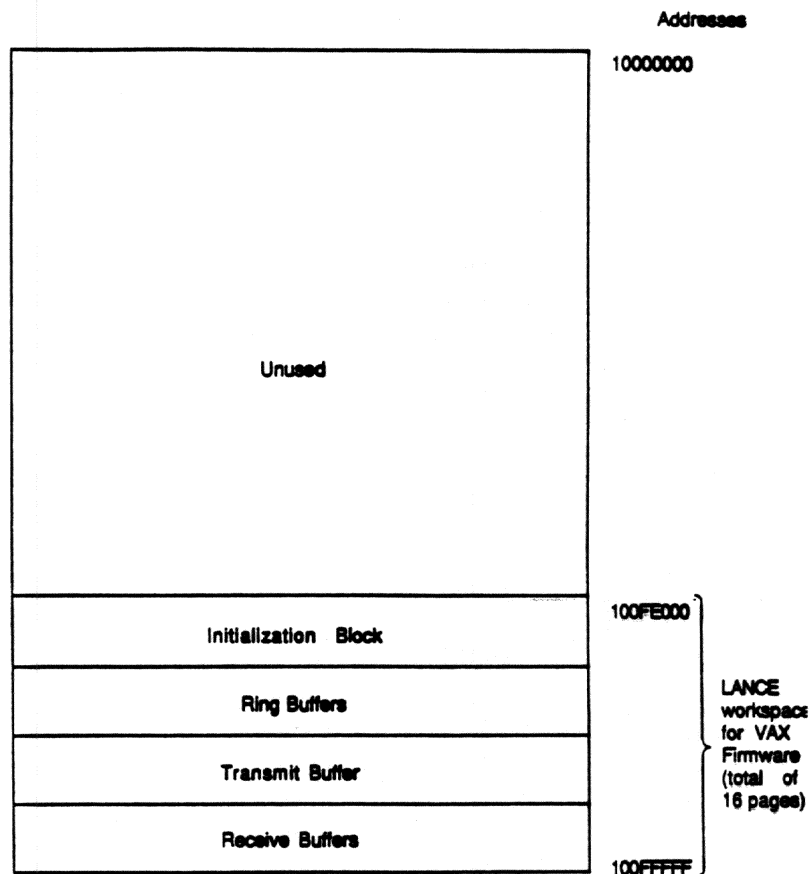 Addresses
10000000
Unused
100FE000
Initialization Block
Ring Buffers
LANCE
workspace
for VAX
Firmware
(total of
16 pages)
Transmit Buffer
Receive Buffers
100FFFFF